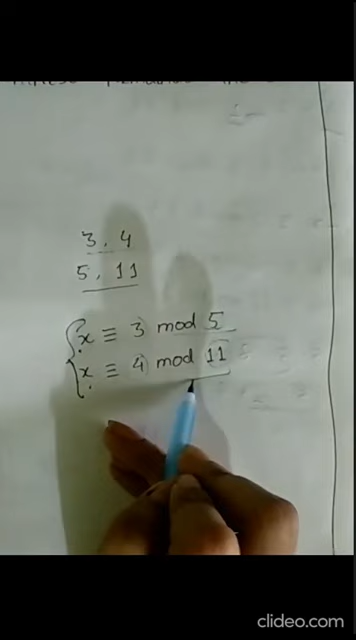 3, 4
5, 11
x ≡ 3 mod 5
x ≡ 4 mod 11
clideo.com